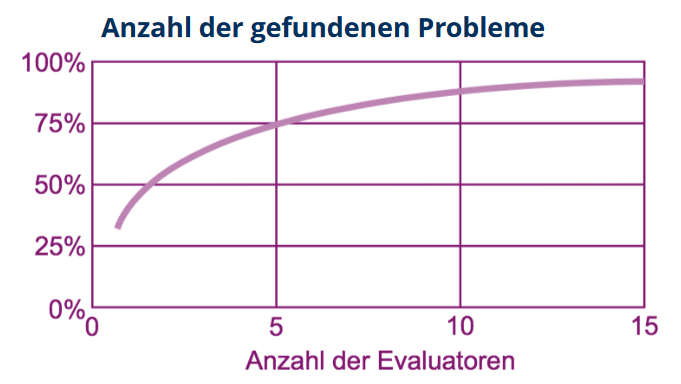 Anzahl der gefundenen Probleme
100%
75%
50%
25%
0%
0 5 10 15
Anzahl der Evaluatoren